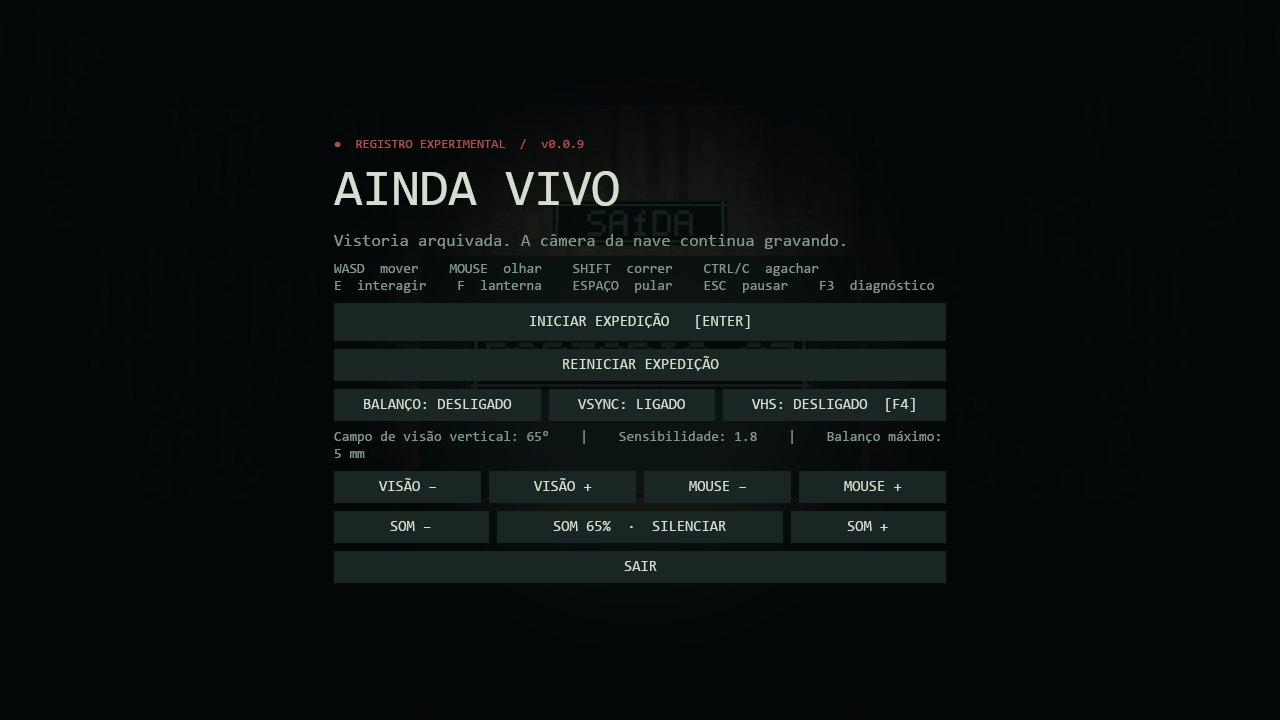 ● REGISTRO EXPERIMENTAL / v0.0.9
AINDA VIVO
SAÍDA
Vistoria arquivada. A câmera da nave continua gravando.
WASD mover MOUSE olhar SHIFT correr CTRL/C agachar
E interagir F lanterna ESPAÇO pular ESC pausar F3 diagnóstico
INICIAR EXPEDIÇÃO [ENTER]
REINICIAR EXPEDIÇÃO
BALANÇO: DESLIGADO VSYNC: LIGADO VHS: DESLIGADO [F4]
Campo de visão vertical: 65° | Sensibilidade: 1.8 | Balanço máximo:
5 mm
VISÃO − VISÃO + MOUSE − MOUSE +
SOM − SOM 65% · SILENCIAR SOM +
SAIR